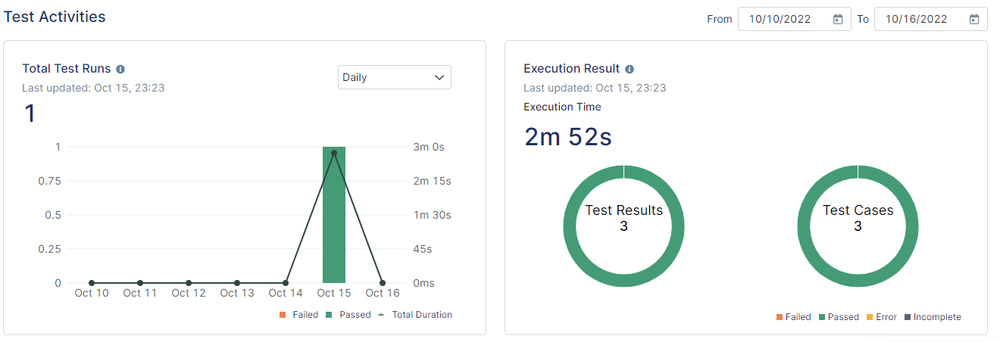 Test Activities
From 10/10/2022 To 10/16/2022
Total Test Runs
Last updated: Oct 15, 23:23
Daily
1
1
0.75
0.5
0.25
0
3m 0s
2m 15s
1m 30s
45s
0ms
Oct 10 Oct 11 Oct 12 Oct 13 Oct 14 Oct 15 Oct 16
Failed Passed Total Duration
Execution Result
Last updated: Oct 15, 23:23
Execution Time
2m 52s
Test Results
3
Test Cases
3
Failed Passed Error Incomplete